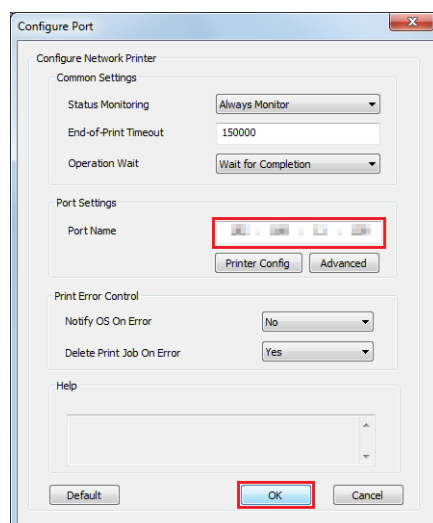 Configure Port
Configure Network Printer
Common Settings
Status Monitoring Always Monitor
End-of-Print Timeout 150000
Operation Wait Wait for Completion
Port Settings
Port Name
Printer Config Advanced
Print Error Control
Notify OS On Error No
Delete Print Job On Error Yes
Help
Default OK Cancel